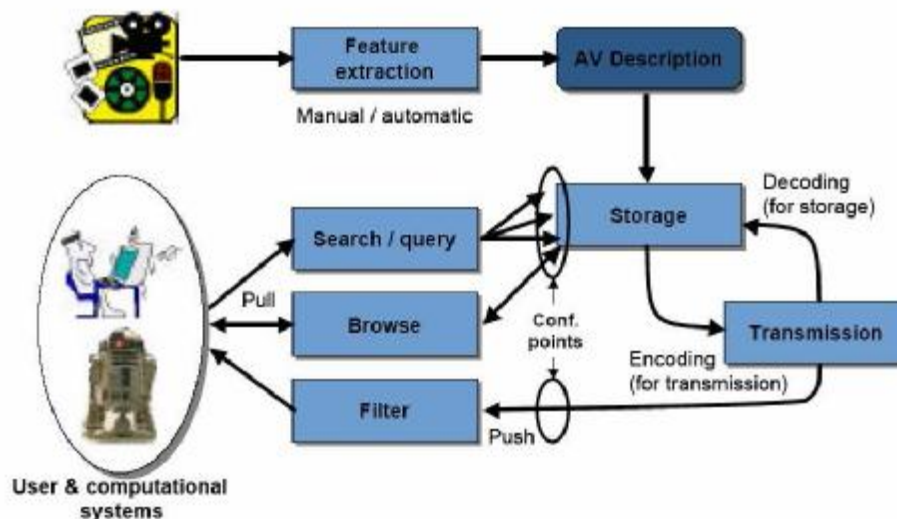 Feature
extraction
AV Description
Manual / automatic
Storage
Decoding
(for storage)
Search / query
Pull
Browse
Conf.
points
Transmission
Encoding
(for transmission)
Filter
Push
User & computational
systems